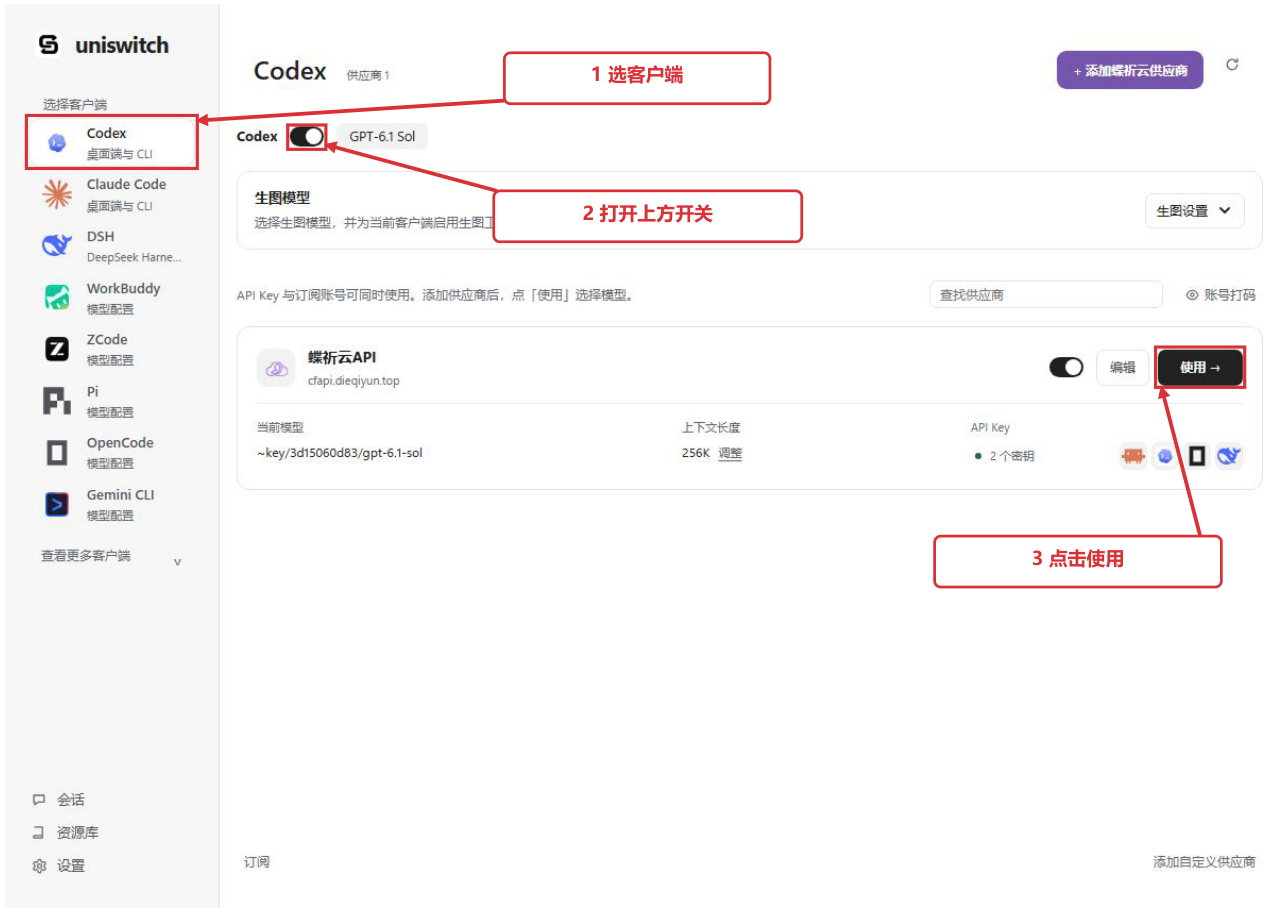 uniswitch
选择客户端
Codex
桌面端与 CLI
Claude Code
桌面端与 CLI
DSH
DeepSeek Harne...
WorkBuddy
模型配置
ZCode
模型配置
Pi
模型配置
OpenCode
模型配置
Gemini CLI
模型配置
查看更多客户端
会话
资源库
设置
Codex 供应商 1
1 选客户端
+ 添加蝶祈云供应商
Codex GPT-6.1 Sol
2 打开上方开关
生图模型
选择生图模型，并为当前客户端启用生图工
生图设置
API Key 与订阅账号可同时使用。添加供应商后，点「使用」选择模型。
查找供应商
账号打码
蝶祈云API
cfapi.dieqiyun.top
编辑
使用 →
当前模型
~key/3d15060d83/gpt-6.1-sol
上下文长度
256K 调整
API Key
2 个密钥
3 点击使用
订阅
添加自定义供应商